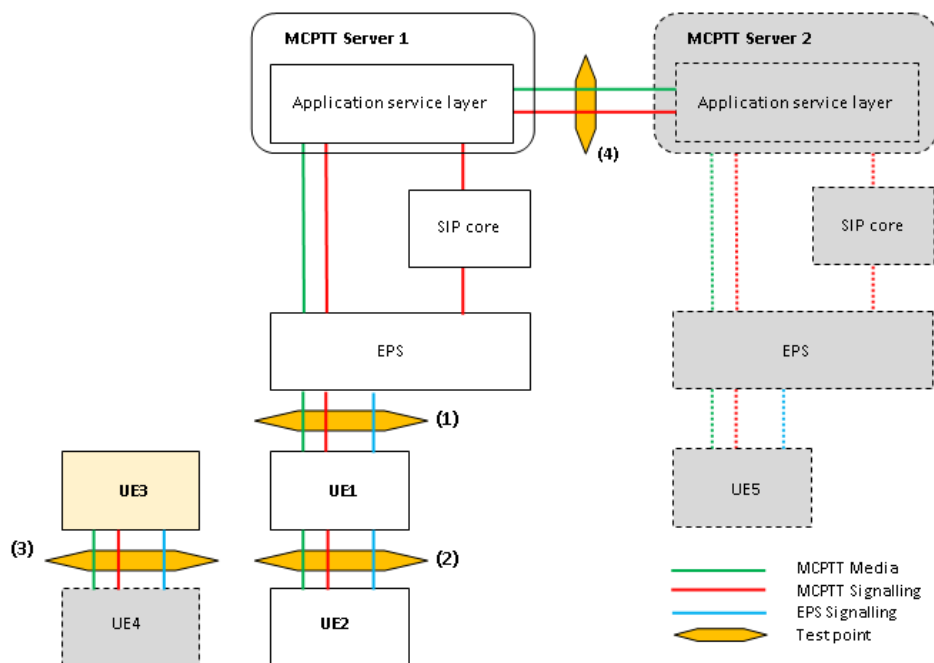 MCPTT Server 1
MCPTT Server 2
Application service layer
Application service layer
(4)
SIP core
SIP core
EPS
EPS
(1)
UE3
UE1
UE5
(3)
(2)
UE4
UE2
MCPTT Media
MCPTT Signalling
EPS Signalling
Test point